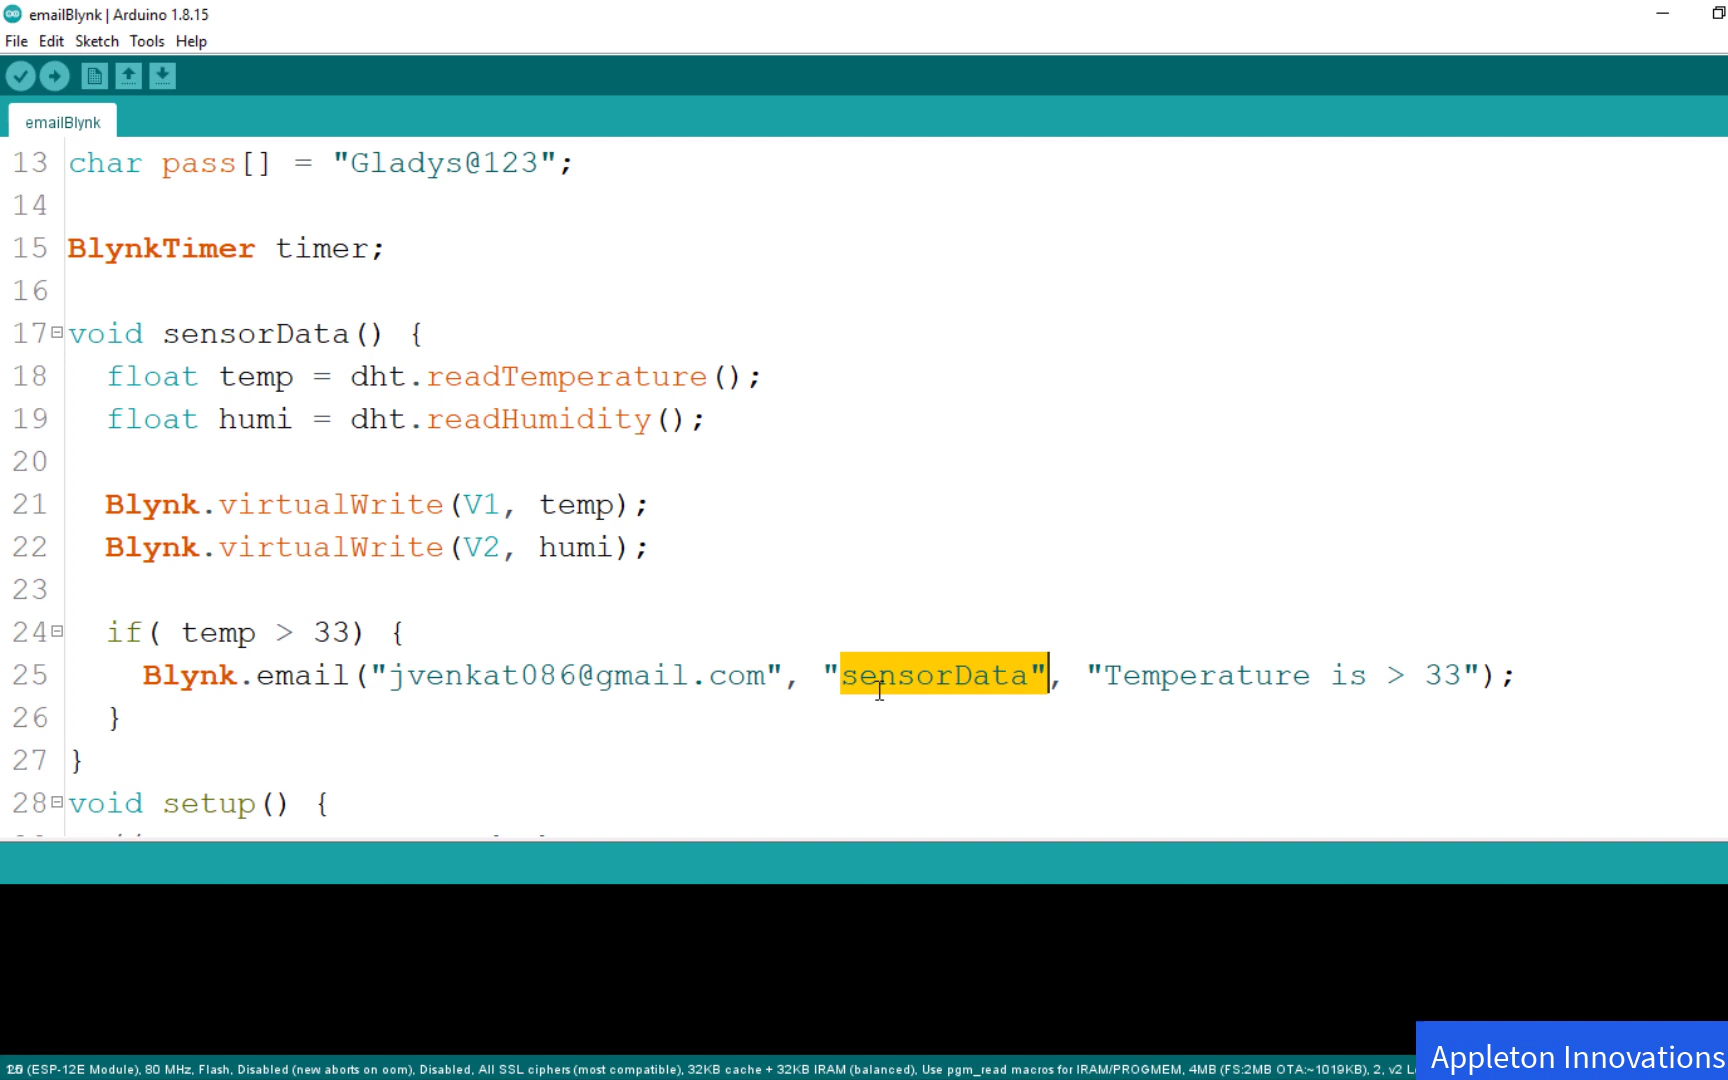 emailBlynk | Arduino 1.8.15
File Edit Sketch Tools Help
emailBlynk
13 char pass[] = "Gladys@123";
14
15 BlynkTimer timer;
16
17 void sensorData() {
18 float temp = dht.readTemperature();
19 float humi = dht.readHumidity();
20
21 Blynk.virtualWrite(V1, temp);
22 Blynk.virtualWrite(V2, humi);
23
24 if( temp > 33) {
25 Blynk.email("jvenkat086@gmail.com", "sensorData", "Temperature is > 33");
26 }
27 }
28 void setup() {
(ESP-12E Module), 80 MHz, Flash, Disabled (new aborts on oom), Disabled, All SSL ciphers (most compatible), 32KB cache + 32KB IRAM (balanced), Use pgm_read macros for IRAM/PROGMEM, 4MB (FS:2MB OTA:~1019KB), 2, v2
Appleton Innovations